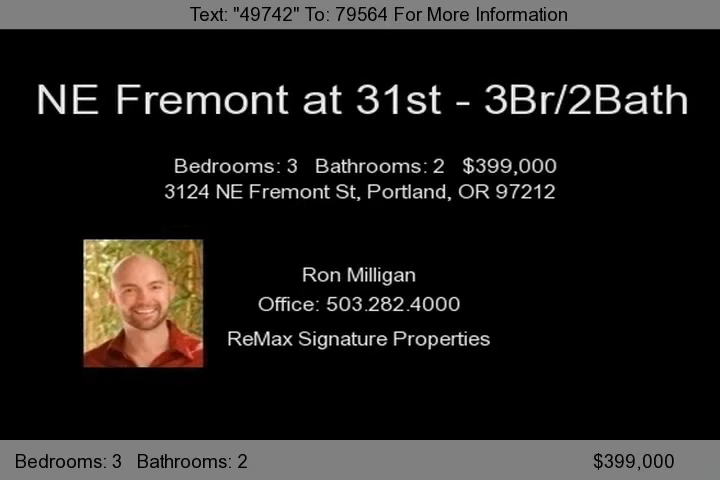 Text: "49742" To: 79564 For More Information
NE Fremont at 31st - 3Br/2Bath
Bedrooms: 3 Bathrooms: 2 $399,000
3124 NE Fremont St, Portland, OR 97212
Ron Milligan
Office: 503.282.4000
ReMax Signature Properties
Bedrooms: 3 Bathrooms: 2 $399,000